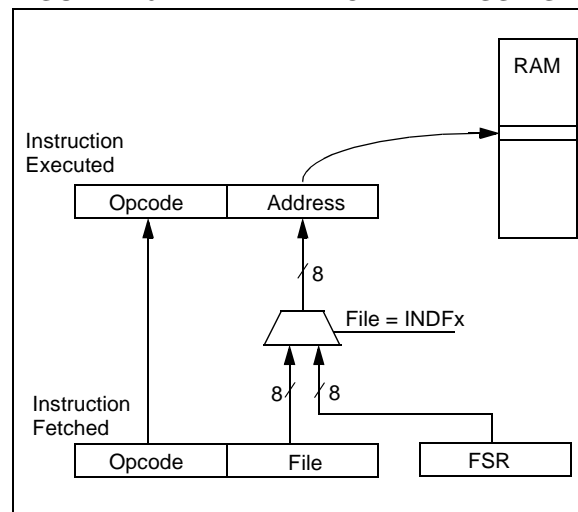 RAM
Instruction
Executed
Opcode
Address
8
File = INDFx
8
8
Instruction
Fetched
Opcode
File
FSR